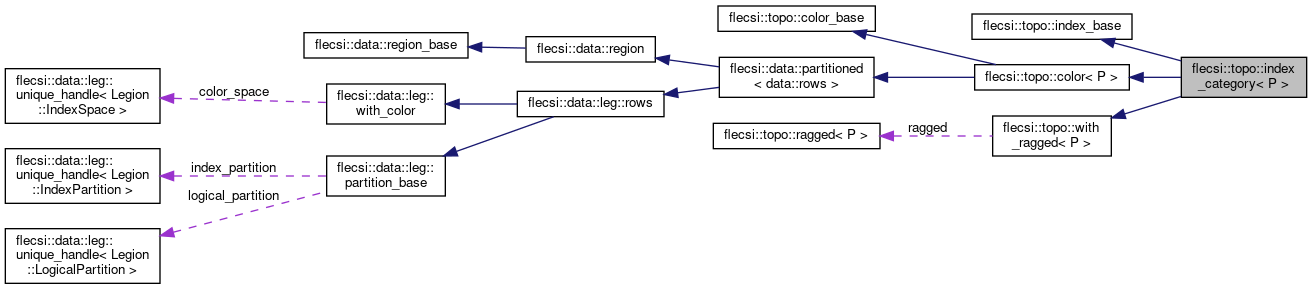 flecsi::topo::color_base
flecsi::topo::index_base
flecsi::data::region_base
flecsi::data::region
flecsi::data::partitioned
< data::rows >
flecsi::topo::color< P >
flecsi::topo::index
_category< P >
flecsi::data::leg::
unique_handle< Legion
::IndexSpace >
color_space
flecsi::data::leg::
with_color
flecsi::data::leg::rows
flecsi::topo::ragged< P >
ragged
flecsi::topo::with
_ragged< P >
flecsi::data::leg::
unique_handle< Legion
::IndexPartition >
index_partition
flecsi::data::leg::
partition_base
logical_partition
flecsi::data::leg::
unique_handle< Legion
::LogicalPartition >